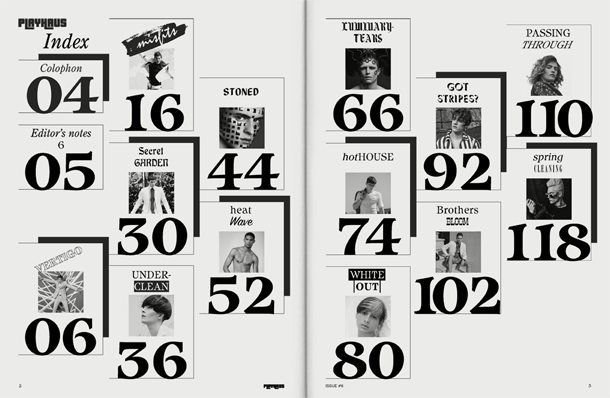 PLAYHAUS
Index
Colophon
04
Editor's notes
6
05
VERTIGO
06
misfits
16
Secret
GARDEN
30
UNDER-
CLEAN
36
STONED
44
heat
Wave
52
2
PLAYHAUS
LUMINARY-
TEARS
66
hotHOUSE
74
WHITE
OUT
80
GOT
STRIPES?
92
Brothers
BLOOM
102
PASSING
THROUGH
110
spring
CLEANING
118
ISSUE #6
3